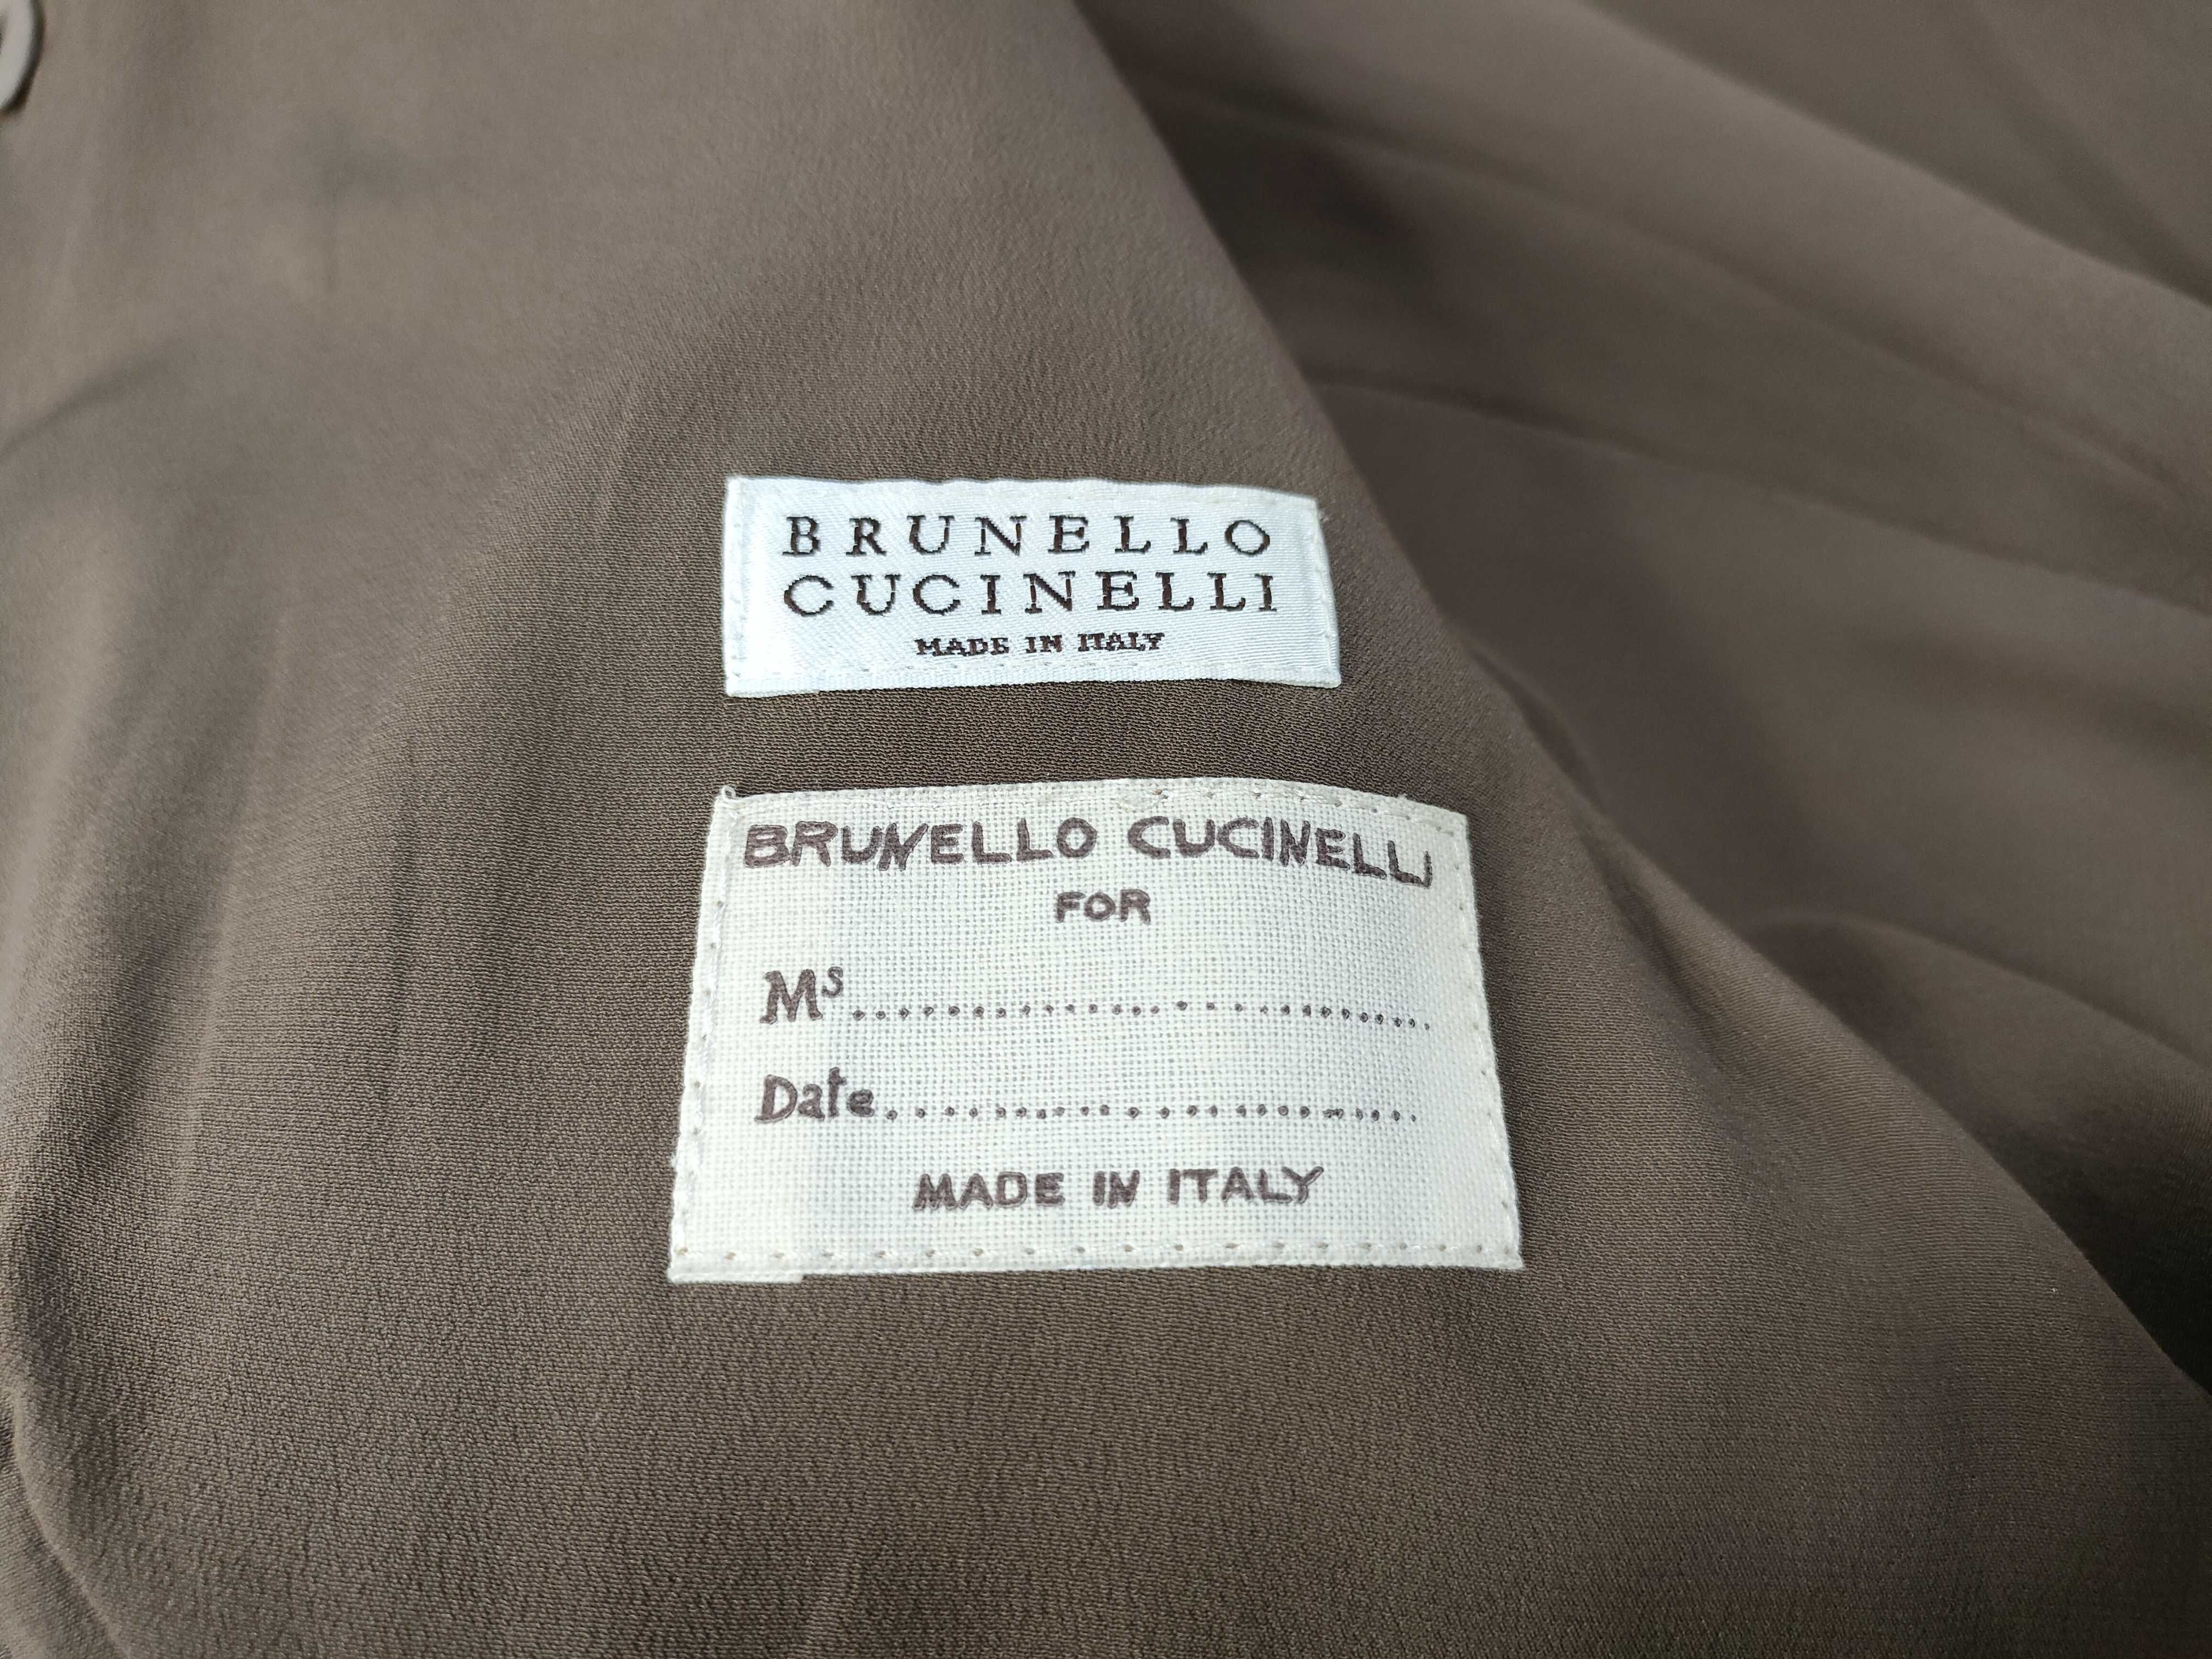 BRUNELLO
CUCINELLI
MADE IN ITALY
BRUNELLO CUCINELLI
FOR
Ms..............................
Date..............................
MADE IN ITALY